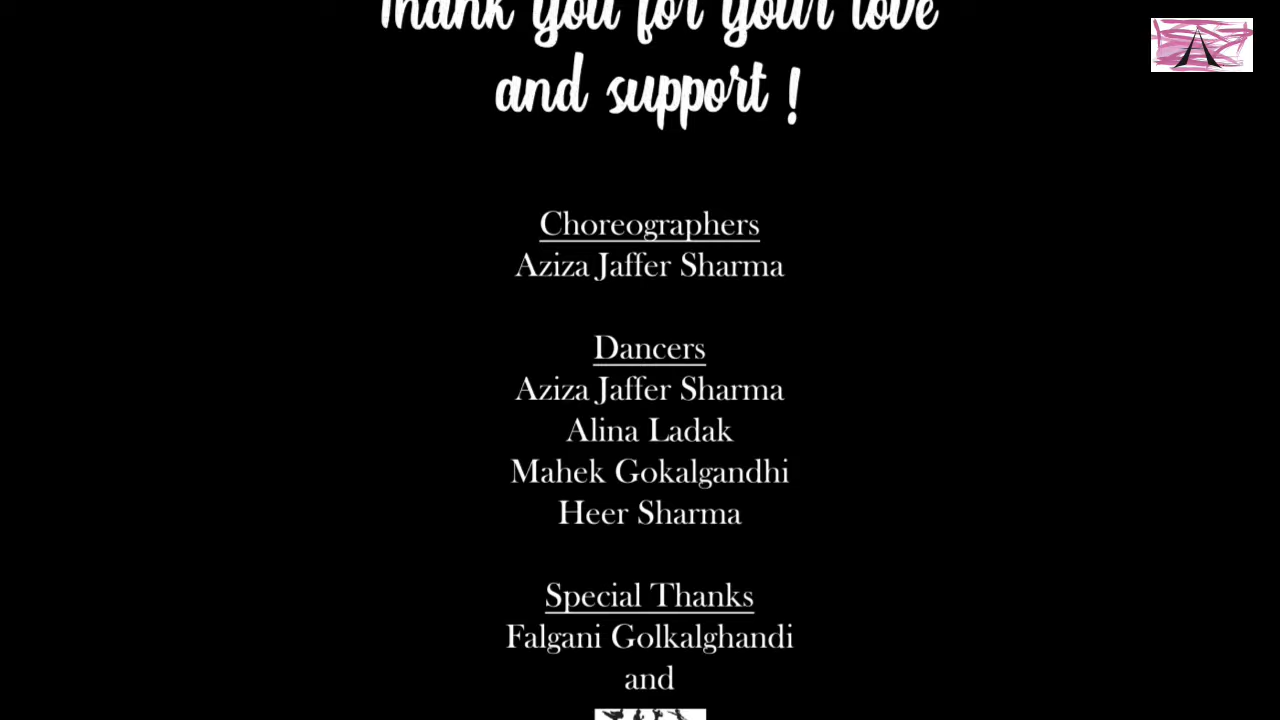 Thank you for your love
and support !
Choreographers
Aziza Jaffer Sharma
Dancers
Aziza Jaffer Sharma
Alina Ladak
Mahek Gokalgandhi
Heer Sharma
Special Thanks
Falgani Golkalghandi
and
A